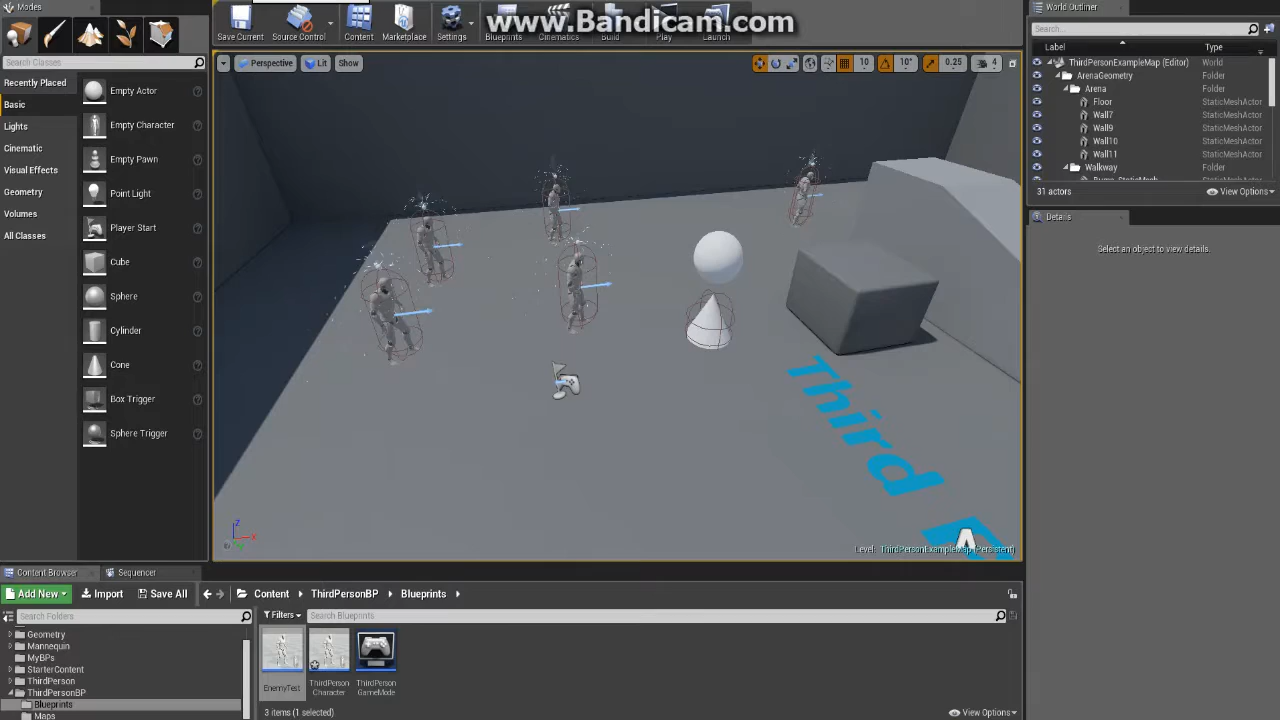 Modes
Save Current
Source Control
Content
Marketplace
Settings
Blueprints
Cinematics
Build
Play
Launch
www.Bandicam.com
World Outliner
Search Classes
Recently Placed
Basic
Lights
Cinematic
Visual Effects
Geometry
Volumes
All Classes
Empty Actor
Empty Character
Empty Pawn
Point Light
Player Start
Cube
Sphere
Cylinder
Cone
Box Trigger
Sphere Trigger
Perspective
Lit
Show
10
10°
0.25
4
Third
Level: ThirdPersonExampleMap (Persistent)
Search...
Label
Type
ThirdPersonExampleMap (Editor)
World
ArenaGeometry
Folder
Arena
Folder
Floor
StaticMeshActor
Wall7
StaticMeshActor
Wall9
StaticMeshActor
Wall10
StaticMeshActor
Wall11
StaticMeshActor
Walkway
Folder
31 actors
View Options
Details
Select an object to view details.
Content Browser
Sequencer
Add New
Import
Save All
Content
ThirdPersonBP
Blueprints
Search Folders
Filters
Search Blueprints
Geometry
Mannequin
MyBPs
StarterContent
ThirdPerson
ThirdPersonBP
Blueprints
Maps
EnemyTest
ThirdPerson
Character
ThirdPerson
GameMode
3 items (1 selected)
View Options